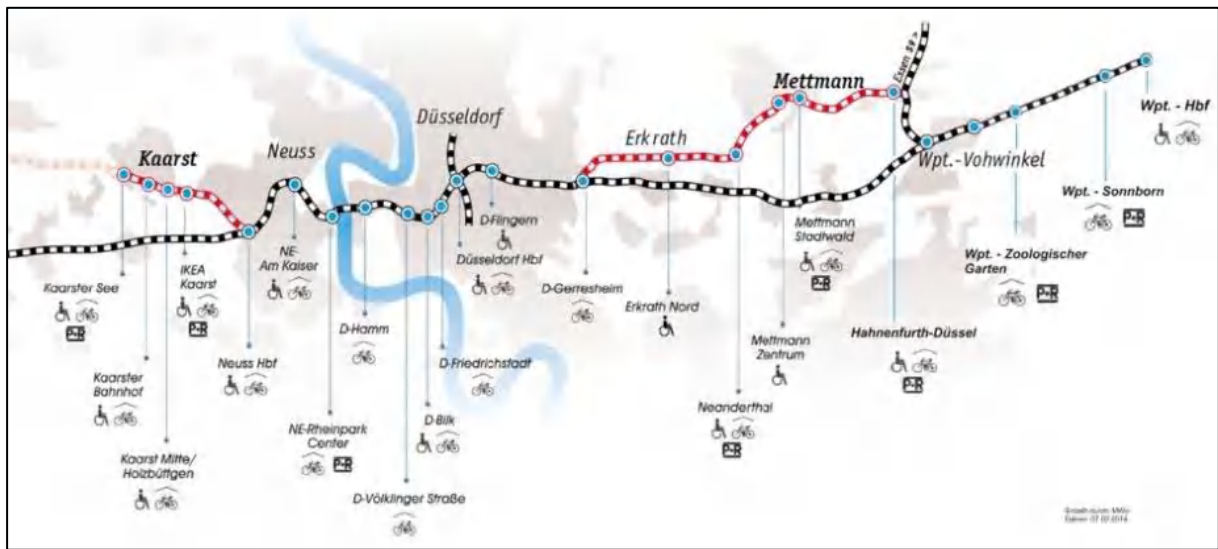 Kaarst
Neuss
Düsseldorf
Erkrath
Mettmann
Essen S9 >
Wpt.-Vohwinkel
Wpt. - Hbf
Wpt. - Sonnborn
P+R
Wpt. - Zoologischer
Garten
P+R
Kaarster See
P+R
Kaarster
Bahnhof
Kaarst Mitte/
Holzbüttgen
IKEA
Kaarst
P+R
Neuss Hbf
NE-
Am Kaiser
NE-Rheinpark
Center
P+R
D-Hamm
D-Völklinger Straße
D-Bilk
D-Friedrichstadt
Düsseldorf Hbf
D-Flingern
D-Gerresheim
Erkrath Nord
Neanderthal
P+R
Mettmann
Zentrum
Mettmann
Stadtwald
P+R
Hahnenfurth-Düssel
P+R